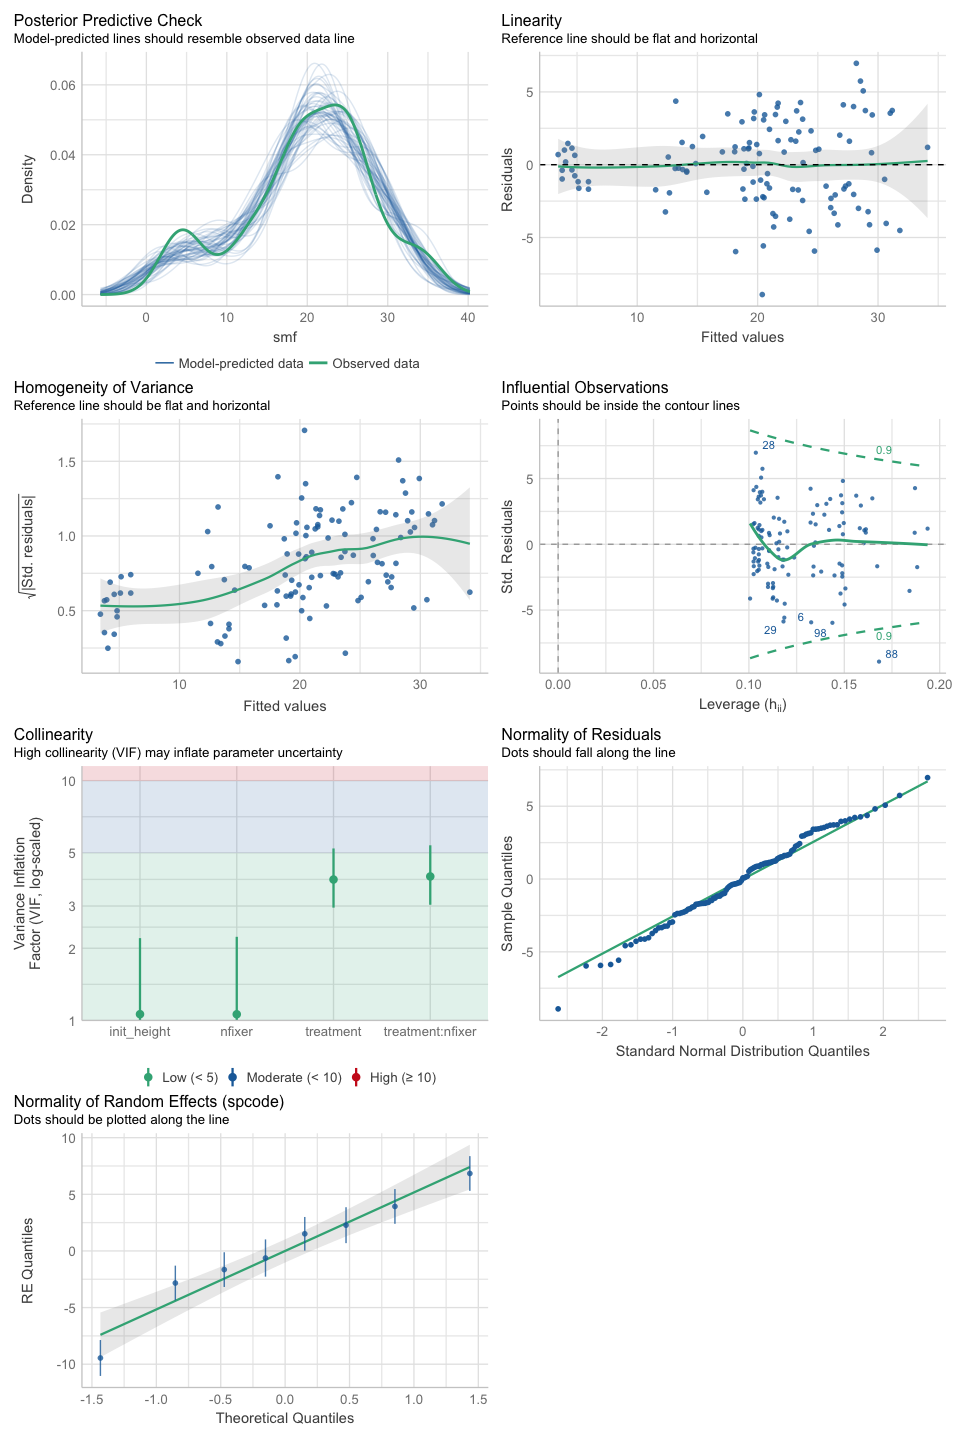 Posterior Predictive Check
Model-predicted lines should resemble observed data line
0.06
0.04
0.02
0.00
Density
0
10
20
30
40
smf
Model-predicted data
Observed data
Linearity
Reference line should be flat and horizontal
5
0
-5
Residuals
10
20
30
Fitted values
Homogeneity of Variance
Reference line should be flat and horizontal
1.5
1.0
0.5
√|Std. residuals|
10
20
30
Fitted values
Influential Observations
Points should be inside the contour lines
5
0
-5
Std. Residuals
28
0.9
29
6
98
0.9
88
0.00
0.05
0.10
0.15
0.20
Leverage (hii)
Collinearity
High collinearity (VIF) may inflate parameter uncertainty
10
5
3
2
1
Variance Inflation
Factor (VIF, log-scaled)
init_height
nfixer
treatment
treatment:nfixer
Low (< 5)
Moderate (< 10)
High (≥ 10)
Normality of Residuals
Dots should fall along the line
5
0
-5
Sample Quantiles
-2
-1
0
1
2
Standard Normal Distribution Quantiles
Normality of Random Effects (spcode)
Dots should be plotted along the line
10
5
0
-5
-10
RE Quantiles
-1.5
-1.0
-0.5
0.0
0.5
1.0
1.5
Theoretical Quantiles